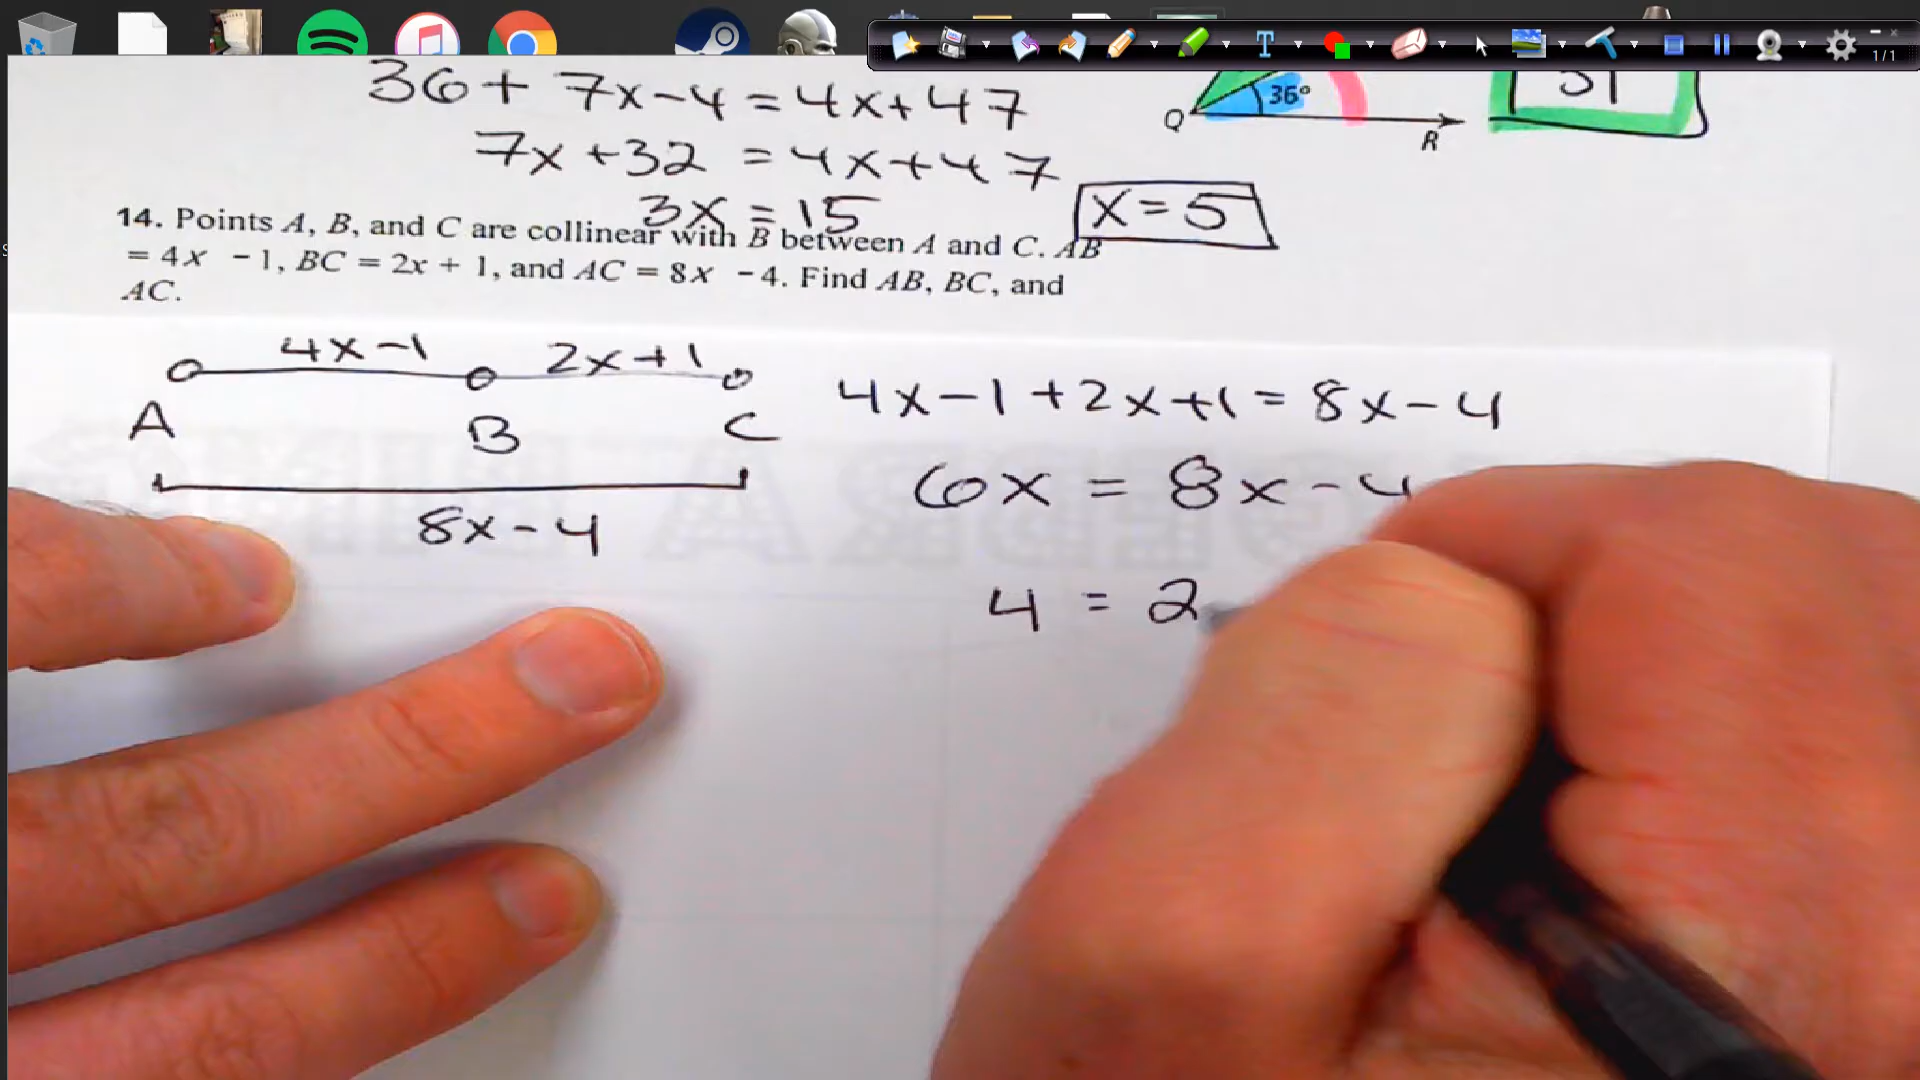 1/1
36 + 7x - 4 = 4x + 47
7x + 32 = 4x + 47
3x = 15
x = 5
Q
36°
R
14. Points A, B, and C are collinear with B between A and C. AB
= 4x - 1, BC = 2x + 1, and AC = 8x - 4. Find AB, BC, and
AC.
4x - 1
2x + 1
A
B
C
8x - 4
4x - 1 + 2x + 1 = 8x - 4
6x = 8x - 4
4 = 2